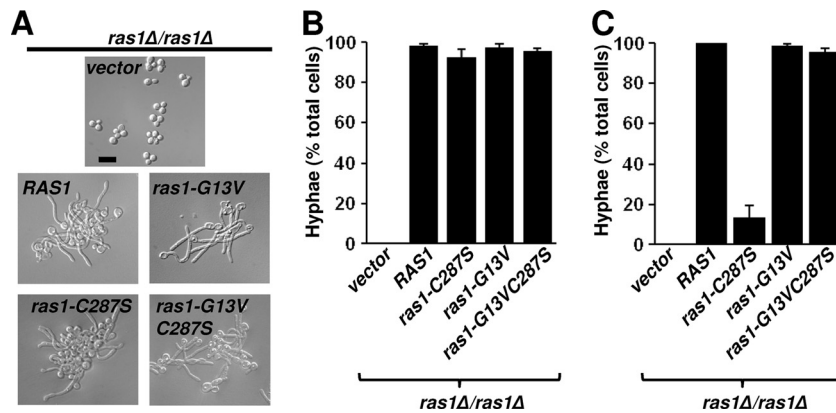 A
ras1Δ/ras1Δ
vector
RAS1
ras1-G13V
ras1-C287S
ras1-G13V
C287S
B
Hyphae (% total cells)
100
80
60
40
20
0
vector
RAS1
ras1-C287S
ras1-G13V
ras1-G13VC287S
ras1Δ/ras1Δ
C
Hyphae (% total cells)
100
80
60
40
20
0
vector
RAS1
ras1-C287S
ras1-G13V
ras1-G13VC287S
ras1Δ/ras1Δ